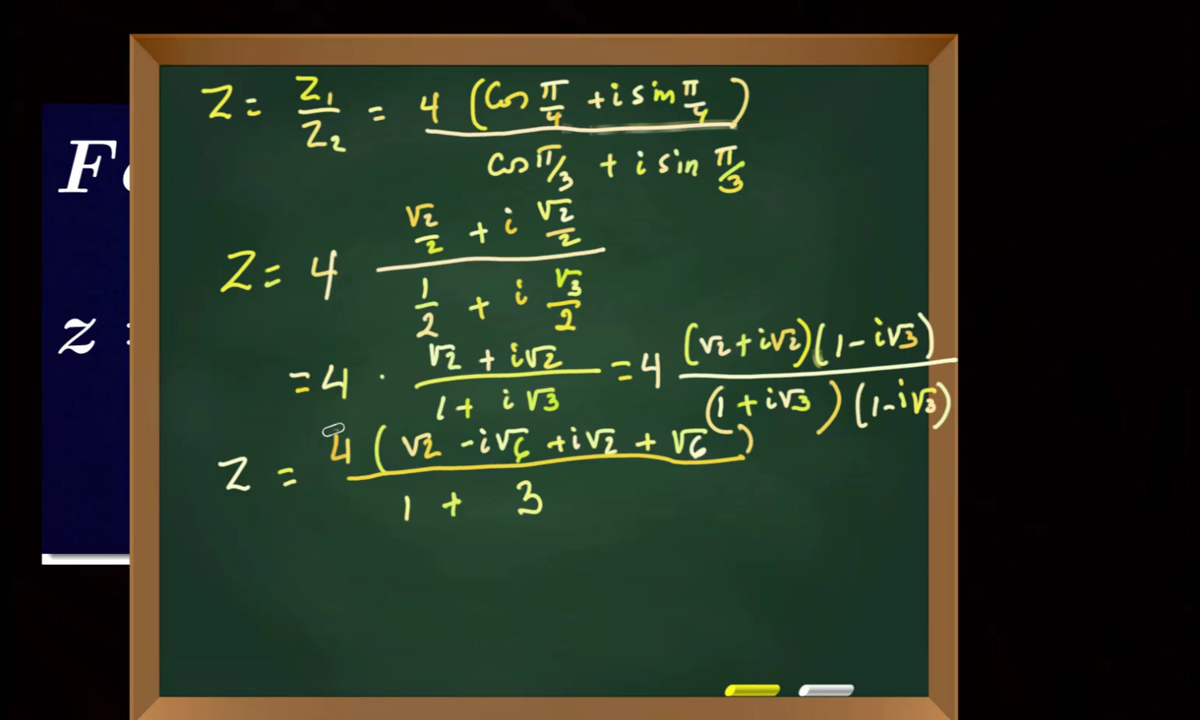 Z = Z₁/Z₂ = 4 (cos π/4 + i sin π/4) / (cos π/3 + i sin π/3)
Z = 4 (√2/2 + i √2/2) / (1/2 + i √3/2)
= 4 · (√2 + i√2) / (1 + i√3) = 4 (√2 + i√2)(1 - i√3) / (1 + i√3)(1 - i√3)
Z = 4 (√2 - i√6 + i√2 + √6) / 1 + 3
z